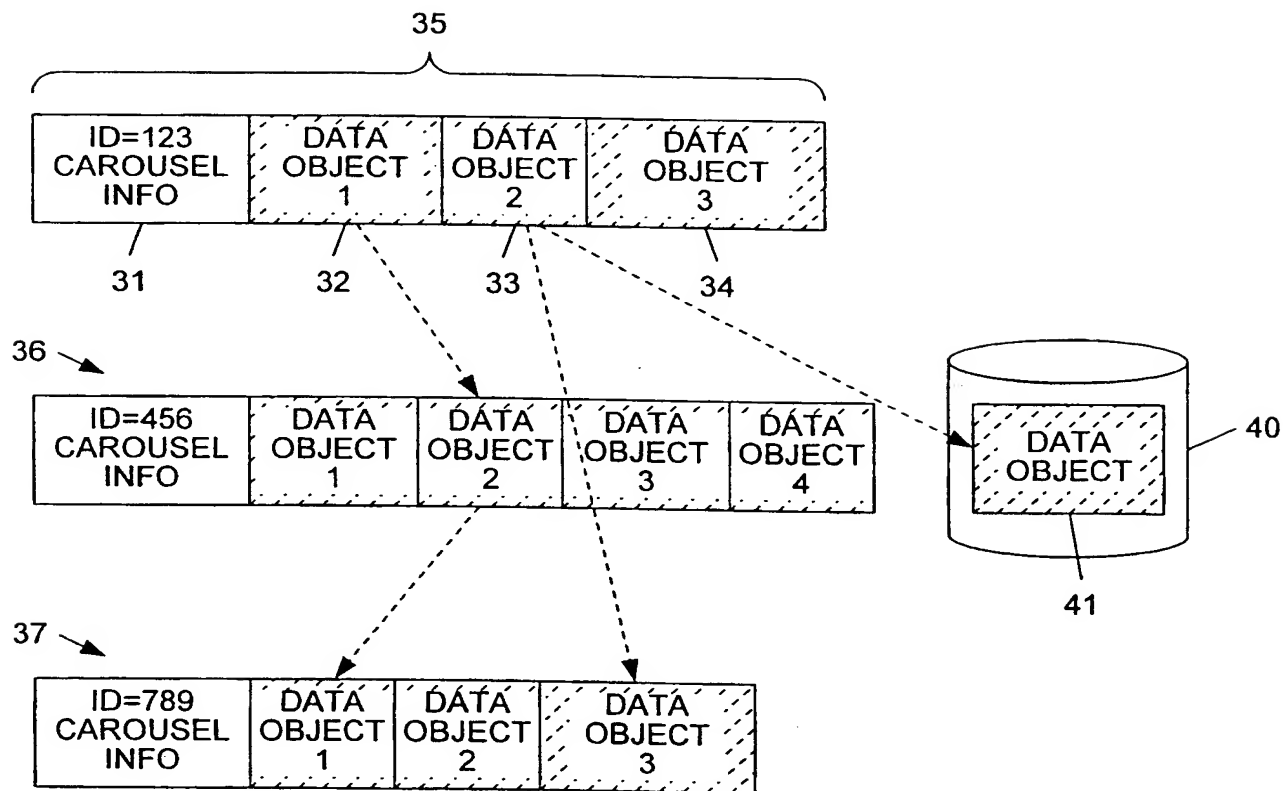 35
ID=123
CAROUSEL
INFO
DATA
OBJECT
1
DATA
OBJECT
2
DATA
OBJECT
3
31
32
33
34
36
ID=456
CAROUSEL
INFO
DATA
OBJECT
1
DATA
OBJECT
2
DATA
OBJECT
3
DATA
OBJECT
4
DATA
OBJECT
40
41
37
ID=789
CAROUSEL
INFO
DATA
OBJECT
1
DATA
OBJECT
2
DATA
OBJECT
3